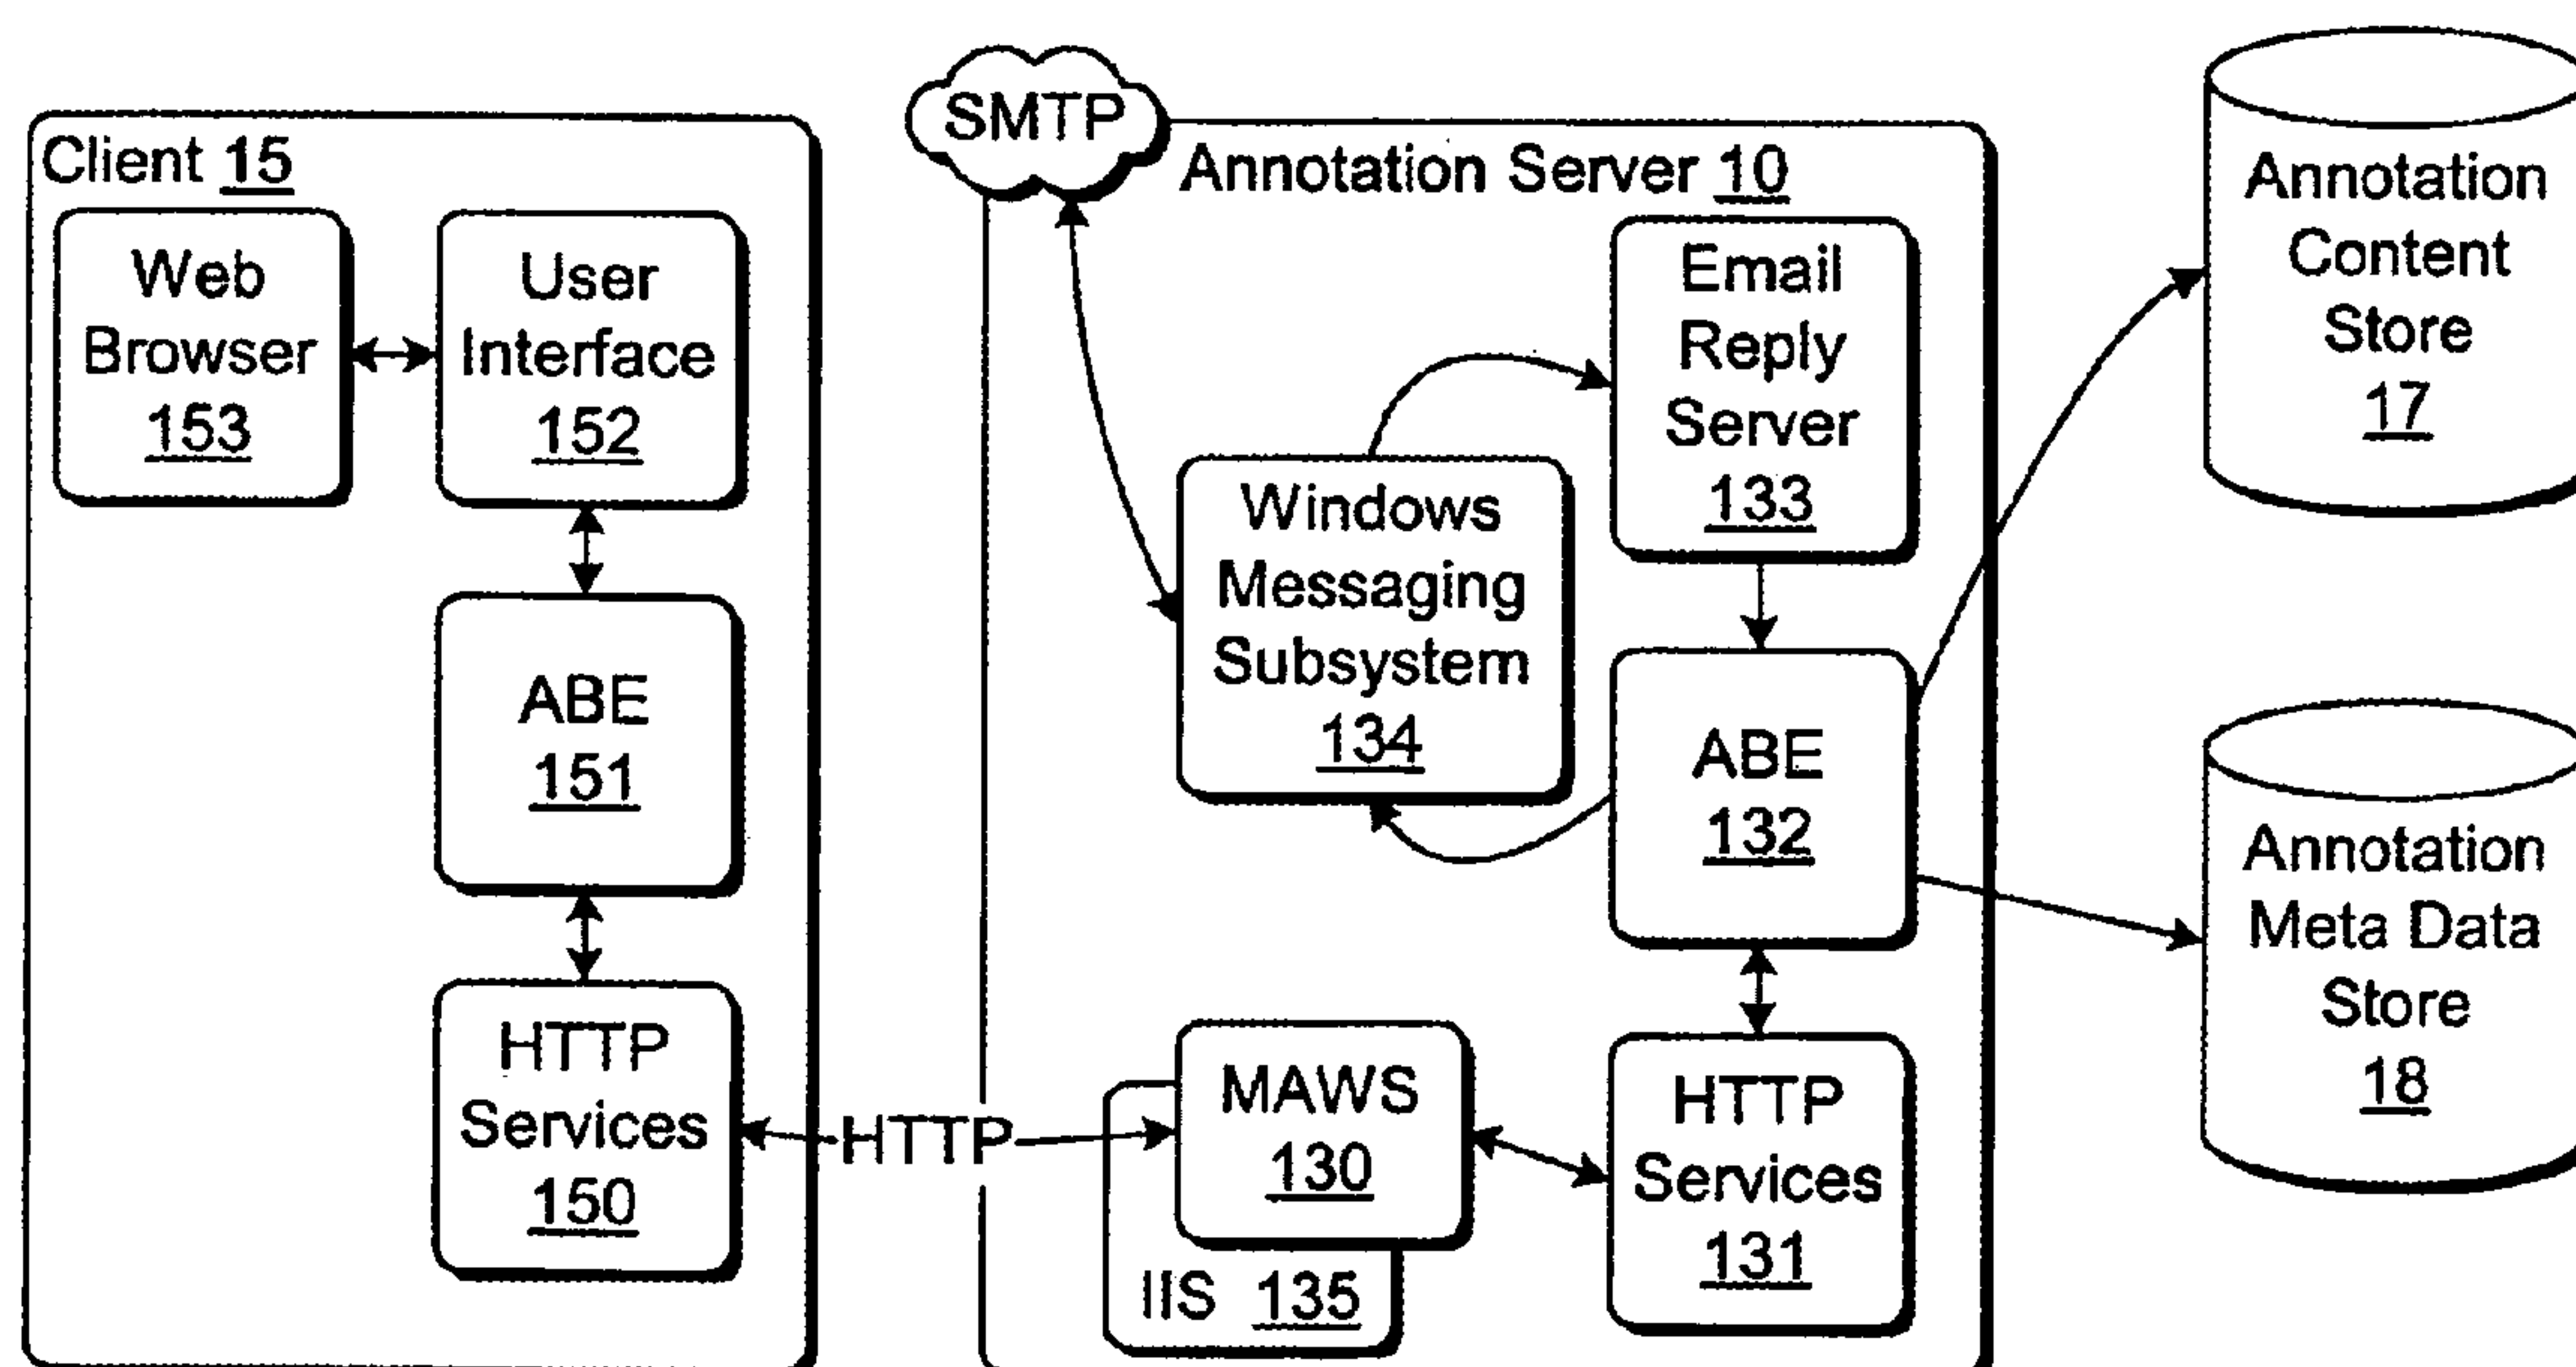 Client 15
Web
Browser
153
User
Interface
152
ABE
151
HTTP
Services
150
HTTP
SMTP
Annotation Server 10
Email
Reply
Server
133
Windows
Messaging
Subsystem
134
ABE
132
MAWS
130
IIS 135
HTTP
Services
131
Annotation
Content
Store
17
Annotation
Meta Data
Store
18